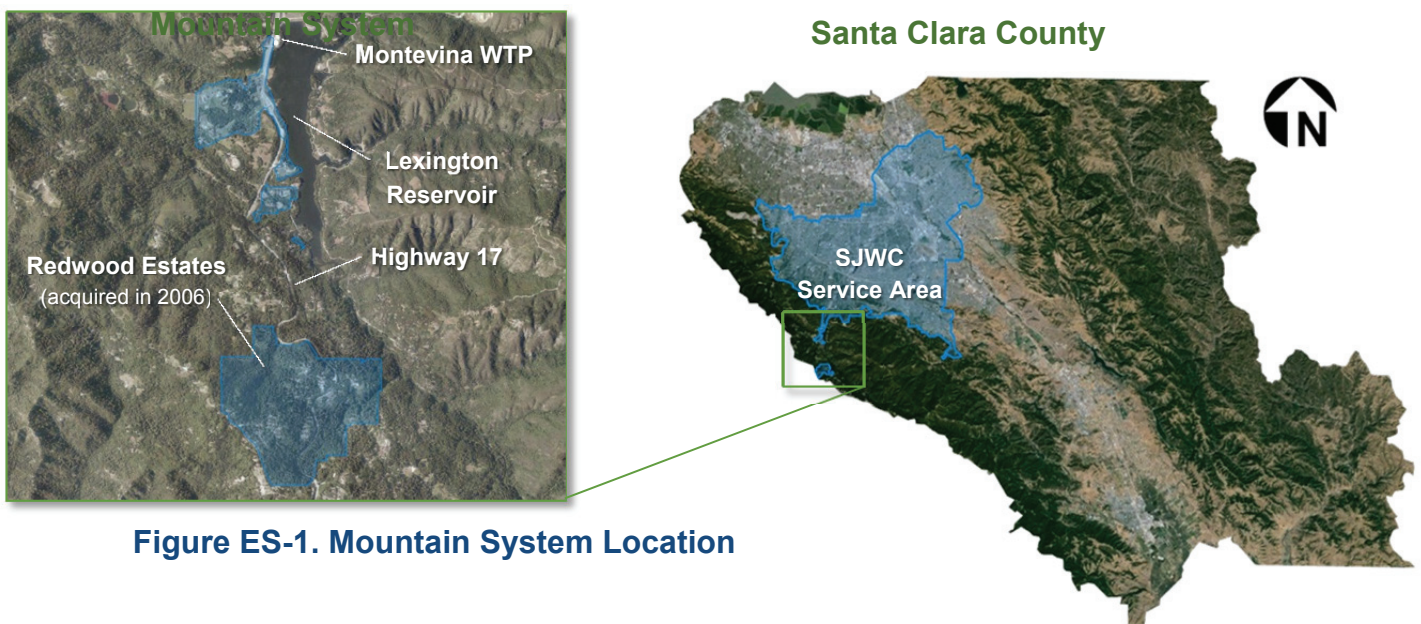 Mountain System
Montevina WTP
Lexington
Reservoir
Highway 17
Redwood Estates
(acquired in 2006)
Santa Clara County
N
SJWC
Service Area
Figure ES-1. Mountain System Location